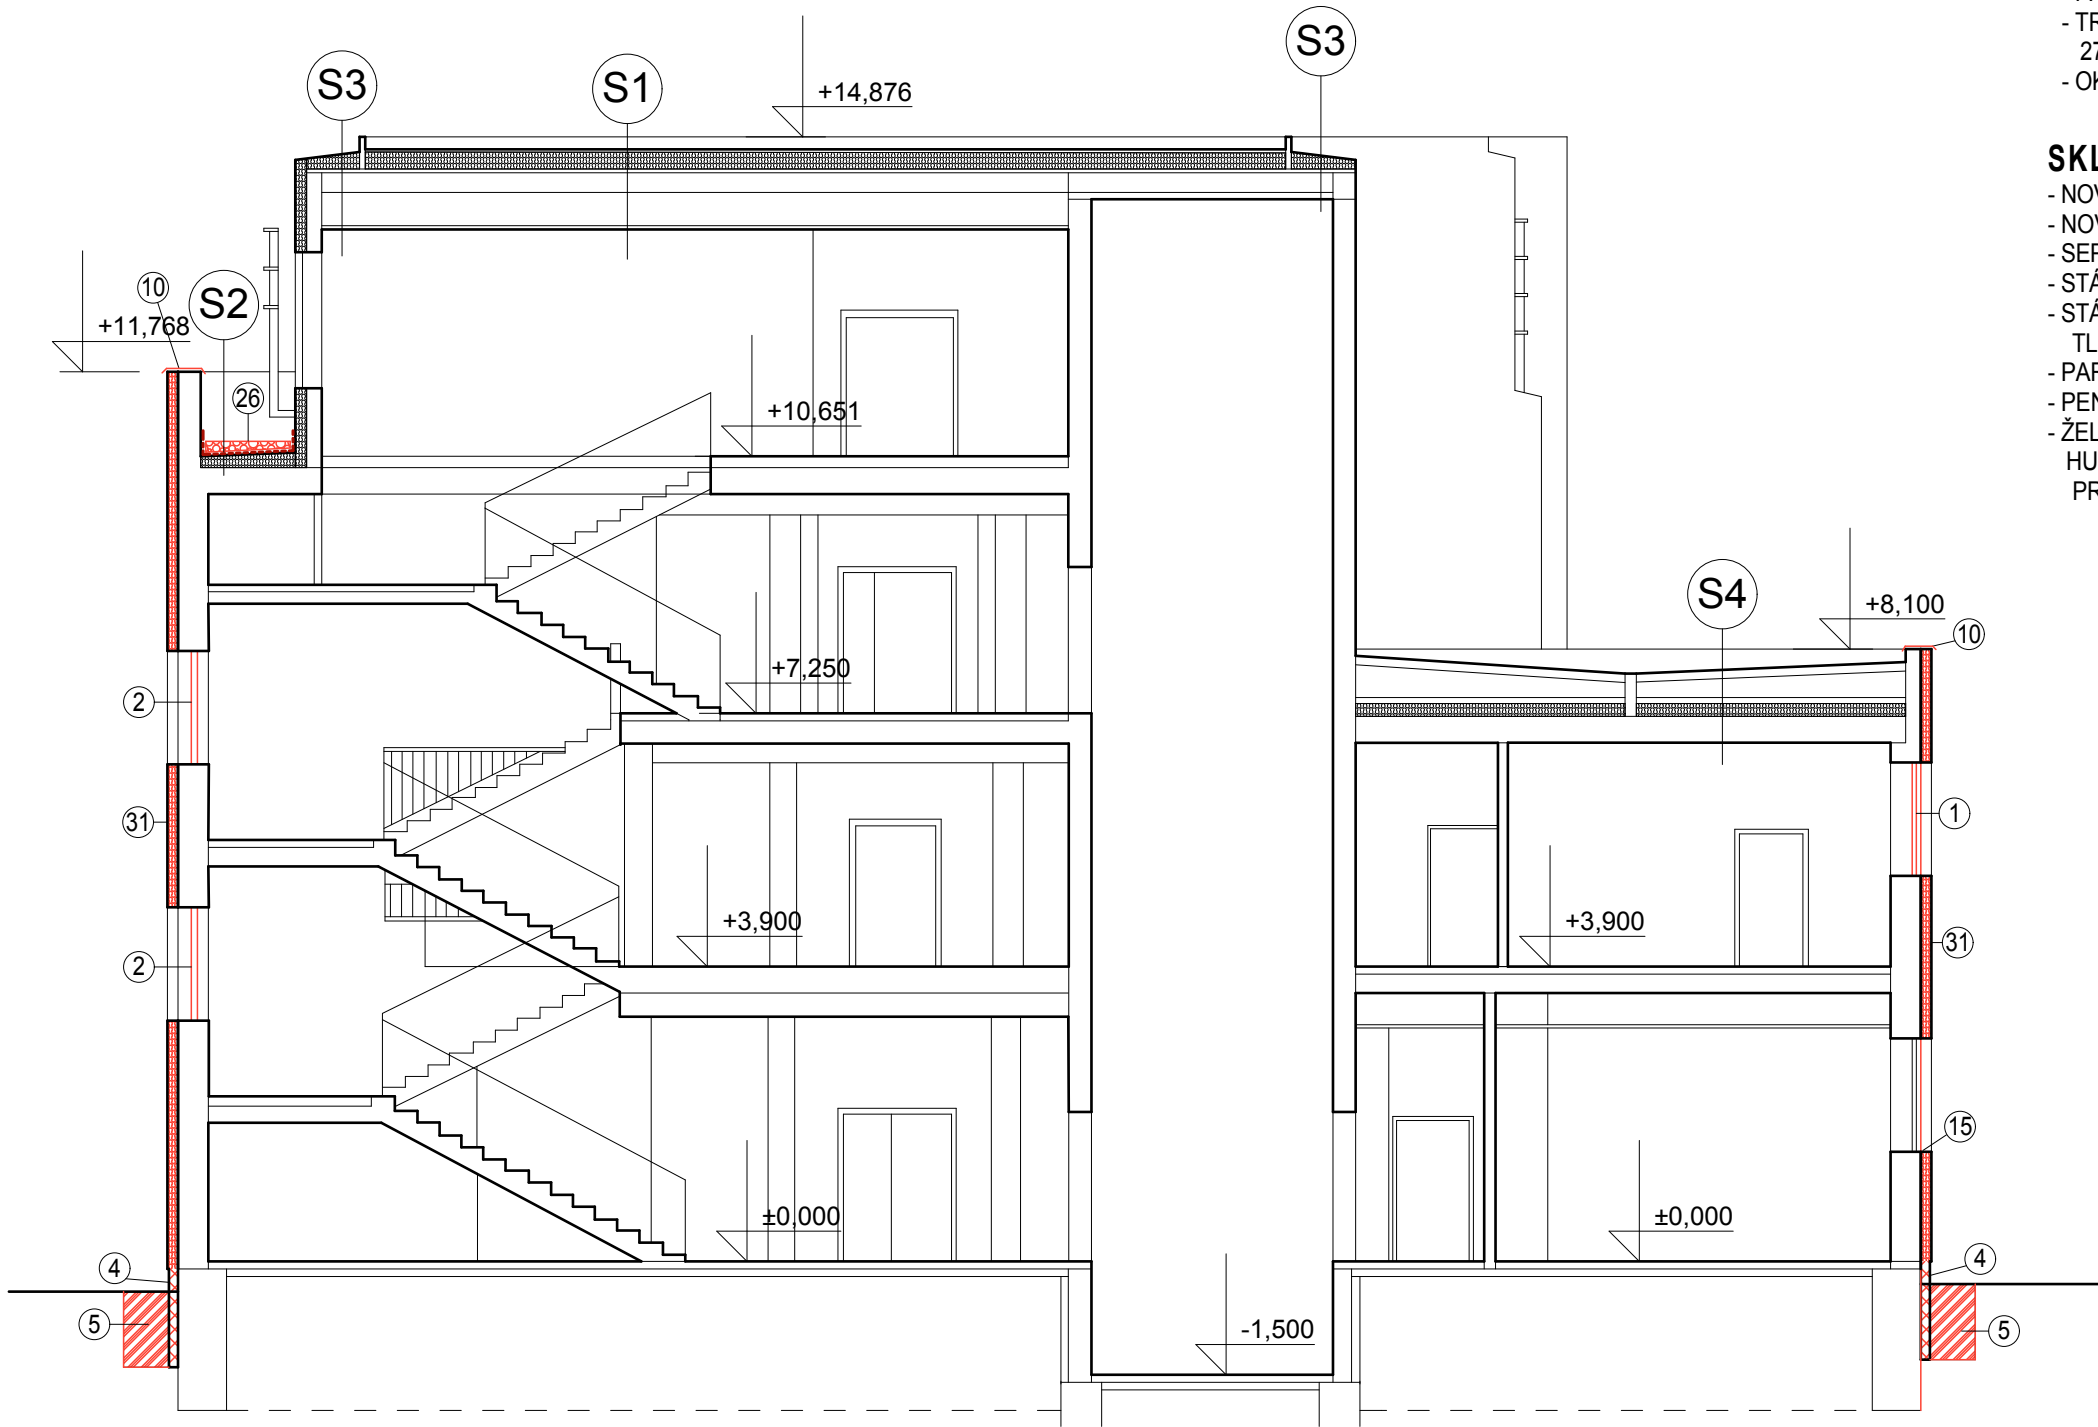 S3
S1
S3
+14,876
10
S2
+11,768
26
+10,651
S4
+8,100
10
2
+7,250
31
1
+3,900
+3,900
31
2
15
±0,000
±0,000
4
4
5
-1,500
5
- TR
27
- OK
SKL
- NOV
- NOV
- SEP
- STÁ
- STÁ
TL
- PAR
- PEN
- ŽEL
HU
PR